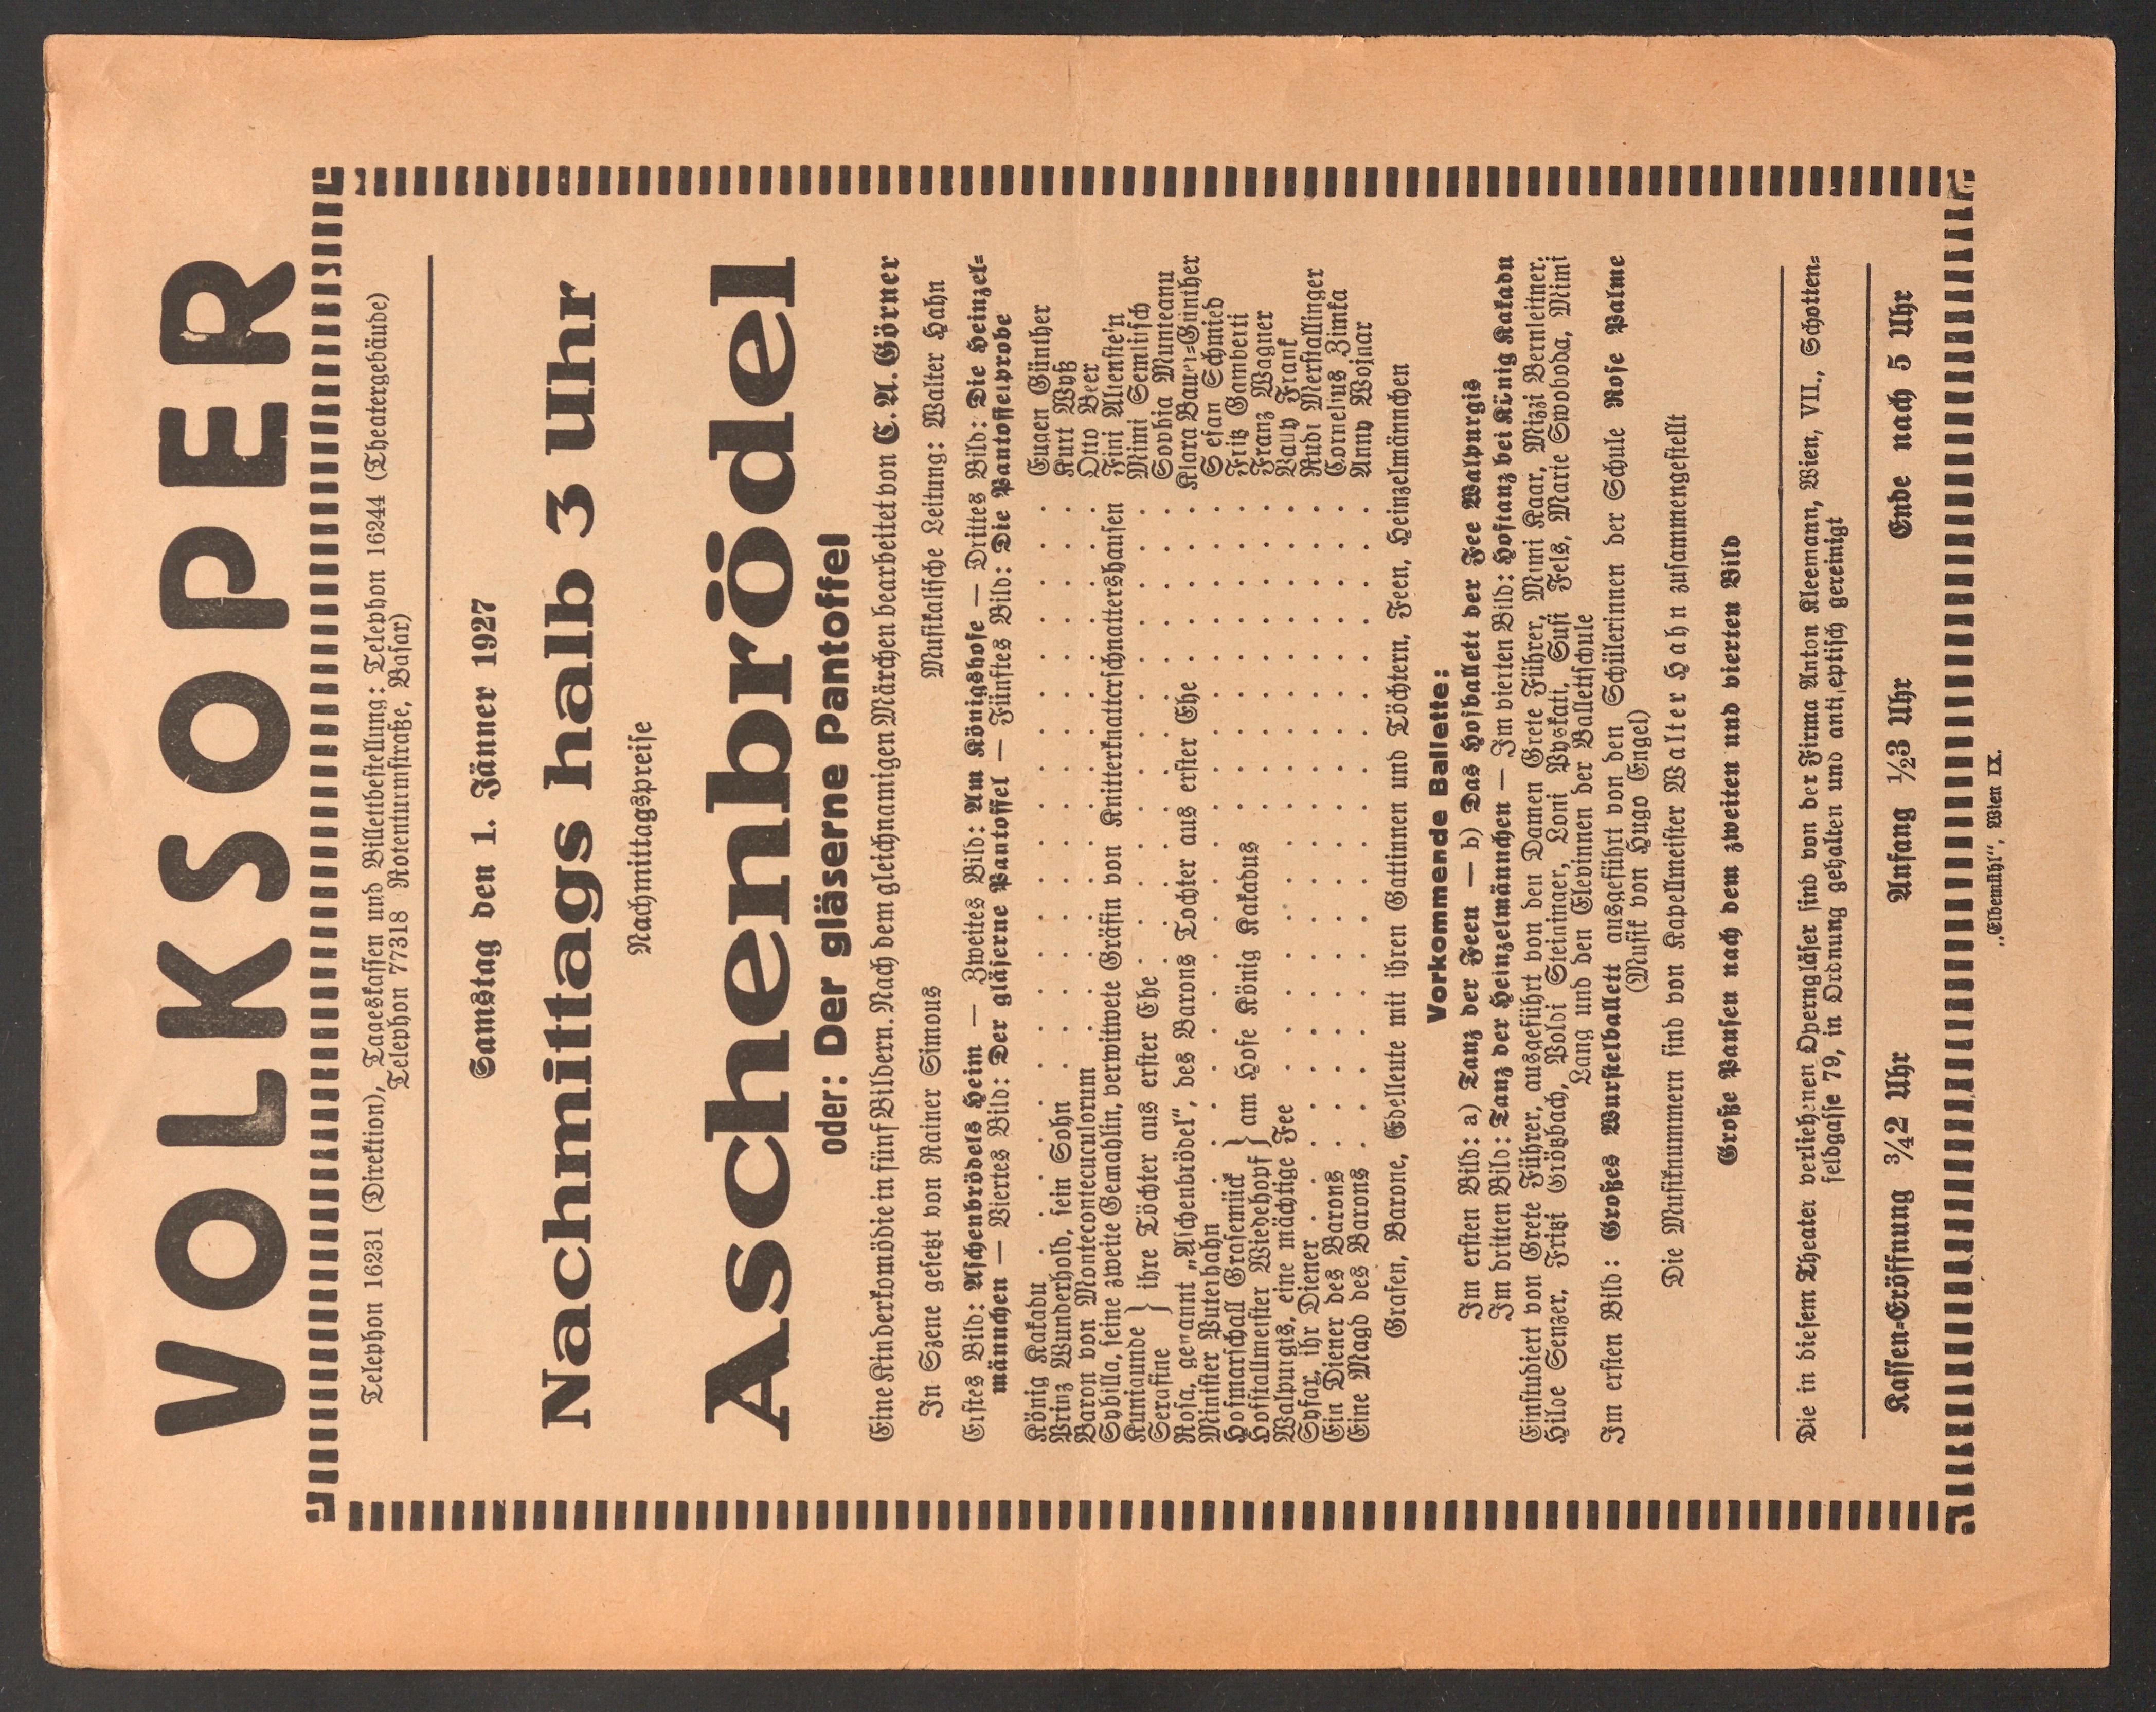 VOLKSOPER
Telephon 16231 (Direktion), Tageskassen und Billettbestellung: Telephon 16244 (Theatergebäude)
Telephon 77318 Rotenturmstraße, Basar)
Samstag den 1. Jänner 1927
Nachmittags halb 3 Uhr
Nachmittagspreise
Aschenbrödel
oder: Der gläserne Pantoffel
Eine Kinderkomödie in fünf Bildern. Nach dem gleichnamigen Märchen bearbeitet von C. A. Görner
In Szene gesetzt von Rainer Simons Musikalische Leitung: Walter Hahn
Erstes Bild: Aschenbrödels Heim — Zweites Bild: Am Königshofe — Drittes Bild: Die Heinzel-
männchen — Viertes Bild: Der gläserne Pantoffel — Fünftes Bild: Die Pantoffelprobe
König Kakadu . . . . . . . . . . Eugen Günther
Prinz Wunderhold, sein Sohn . . . . . . . . . . Kurt Wyß
Baron von Montecontecuculorum . . . . . . . . . . Otto Beer
Sybilla, seine zweite Gemahlin, verwitwete Gräfin von Knitterknatterschnattershausen Fini Allenstein
Kunigunde } ihre Töchter aus erster Ehe . . . . . . . . . . Mimi Semlitsch
Serafine . . . . . . . . . . Sophia Munteanu
Rosa, genannt „Aschenbrödel", des Barons Tochter aus erster Ehe . . . . . Klara Bauer-Günther
Minister Puterhahn . . . . . . . . . . Stefan Schmied
Hofmarschall Grasemück } am Hofe König Kakadus . . . . . . . . . . Fritz Gamberti
Hofstallmeister Wiedehopf . . . . . . . . . . Franz Wagner
Walpurgis, eine mächtige Fee . . . . . . . . . . Vally Frank
Syfax, ihr Diener . . . . . . . . . . Rudi Merstallinger
Ein Diener des Barons . . . . . . . . . . Cornelius Zimka
Eine Magd des Barons . . . . . . . . . . Anny Wojnar
Grafen, Barone, Edelleute mit ihren Gattinnen und Töchtern, Feen, Heinzelmännchen
Vorkommende Ballette:
Im ersten Bild: a) Tanz der Feen — b) Das Hofballett der Fee Walpurgis
Im dritten Bild: Tanz der Heinzelmännchen — Im vierten Bild: Hoftanz bei König Kakadu
Einstudiert von Grete Führer, ausgeführt von den Damen Grete Führer, Mimi Kaar, Mizzi Bernleitner,
Hilde Senzer, Fritzi Grötzbach, Poldi Steininger, Loni Pyskati, Susi Fels, Marie Swoboda, Mimi
Lang und den Elevinnen der Ballettschule
Im ersten Bild: Großes Wurstelballett ausgeführt von den Schülerinnen der Schule Rose Palme
(Musik von Hugo Engel)
Die Musiknummern sind von Kapellmeister Walter Hahn zusammengestellt
Große Pausen nach dem zweiten und vierten Bild
Die in diesem Theater verliehenen Operngläser sind von der Firma Anton Kleemann, Wien, VII., Schotten-
feldgasse 79, in Ordnung gehalten und antiseptisch gereinigt
Kassen-Eröffnung ¾2 Uhr Anfang ½3 Uhr Ende nach 5 Uhr
„Elbemühl", Wien IX.